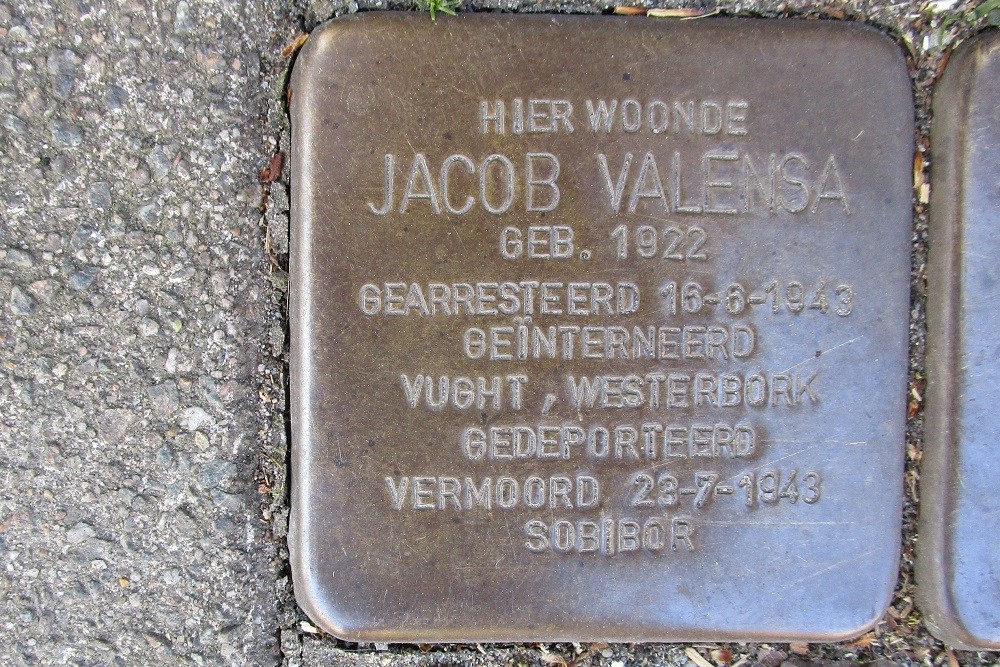 HIER WOONDE
JACOB VALENSA
GEB. 1922
GEARRESTEERD 16-6-1943
GEÏNTERNEERD
VUGHT, WESTERBORK
GEDEPORTEERD
VERMOORD 23-7-1943
SOBIBOR